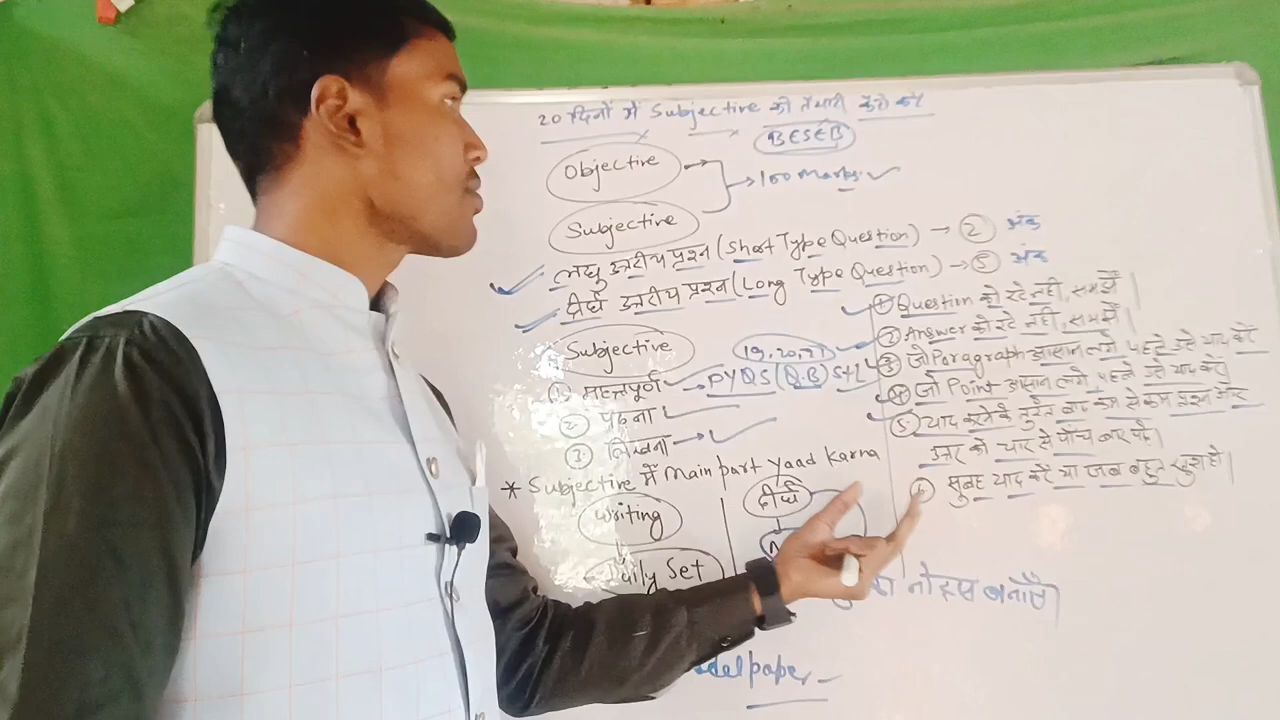 20 दिनों में Subjective की तैयारी कैसे करें
BESEB
Objective
→ 100 Marks
Subjective
लघु उत्तरीय प्रश्न (Short Type Question) → 2 अंक
दीर्घ उत्तरीय प्रश्न (Long Type Question) → 5 अंक
Subjective
19, 20, 21
① महत्वपूर्ण → PYQS (Q.B) S+L
② पढ़ना
③ लिखना →
* Subjective में Main part Yaad Karna
Writing
Daily Set
दीर्घ
① Question को रटे नहीं, समझें।
② Answer को रटे नहीं, समझें।
③ जो Paragraph आसान लगे पहले उसे याद करें
④ जो Point आसान लगे पहले उसे याद करें
⑤ याद करने के तुरंत बाद कम से कम प्रश्न और
उत्तर को चार से पाँच बार पढ़ें।
⑥ सुबह याद करें या जब बहुत खुश हो।
नोट्स बनाएँ।
paper